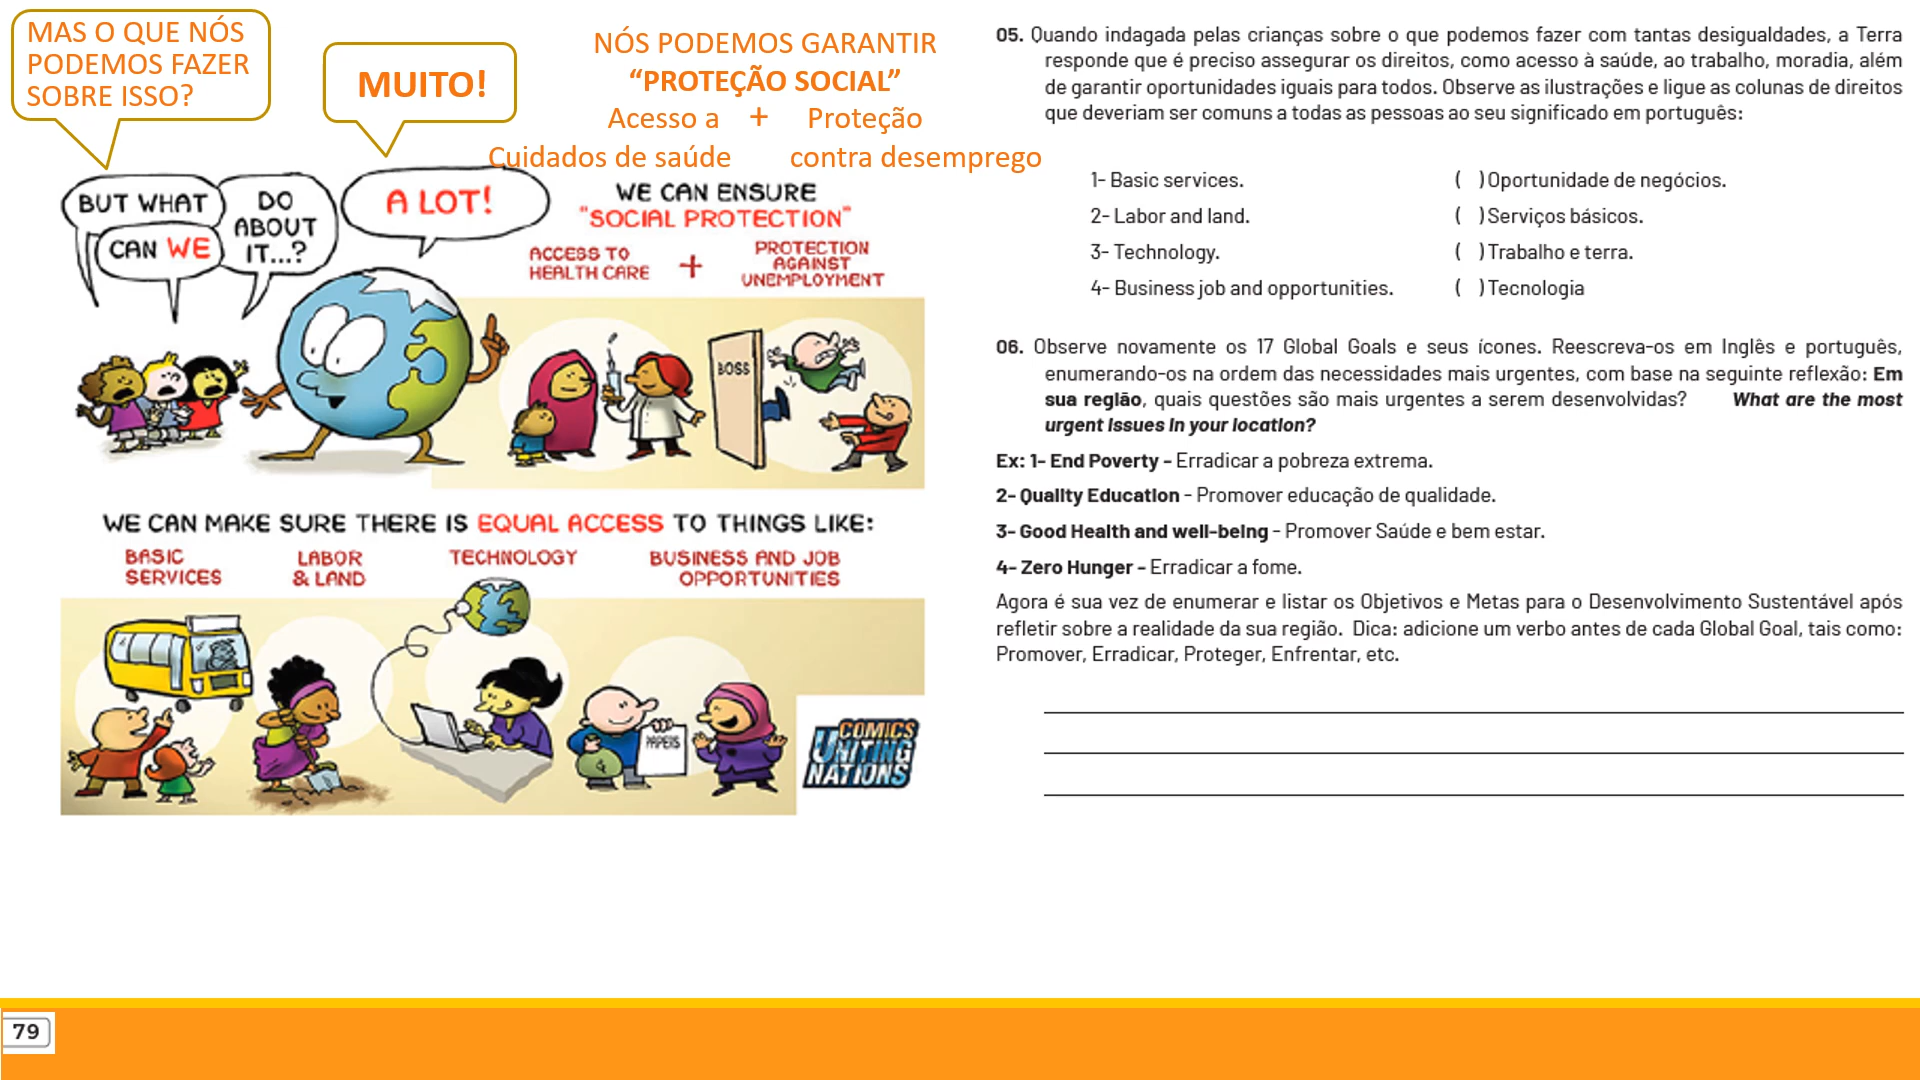 MAS O QUE NÓS
PODEMOS FAZER
SOBRE ISSO?
MUITO!
NÓS PODEMOS GARANTIR
“PROTEÇÃO SOCIAL”
Acesso a + Proteção
Cuidados de saúde contra desemprego
BUT WHAT
CAN WE
DO
ABOUT
IT...?
A LOT!
WE CAN ENSURE
"SOCIAL PROTECTION"
ACCESS TO
HEALTH CARE
+
PROTECTION
AGAINST
UNEMPLOYMENT
BOSS
WE CAN MAKE SURE THERE IS EQUAL ACCESS TO THINGS LIKE:
BASIC
SERVICES
LABOR
& LAND
TECHNOLOGY
BUSINESS AND JOB
OPPORTUNITIES
PAPERS
COMICS
UNITING
NATIONS
05. Quando indagada pelas crianças sobre o que podemos fazer com tantas desigualdades, a Terra
responde que é preciso assegurar os direitos, como acesso à saúde, ao trabalho, moradia, além
de garantir oportunidades iguais para todos. Observe as ilustrações e ligue as colunas de direitos
que deveriam ser comuns a todas as pessoas ao seu significado em português:
1- Basic services. ( ) Oportunidade de negócios.
2- Labor and land. ( ) Serviços básicos.
3- Technology. ( ) Trabalho e terra.
4- Business job and opportunities. ( ) Tecnologia
06. Observe novamente os 17 Global Goals e seus ícones. Reescreva-os em Inglês e português,
enumerando-os na ordem das necessidades mais urgentes, com base na seguinte reflexão: Em
sua região, quais questões são mais urgentes a serem desenvolvidas? What are the most
urgent issues in your location?
Ex: 1- End Poverty - Erradicar a pobreza extrema.
2- Quality Education - Promover educação de qualidade.
3- Good Health and well-being - Promover Saúde e bem estar.
4- Zero Hunger - Erradicar a fome.
Agora é sua vez de enumerar e listar os Objetivos e Metas para o Desenvolvimento Sustentável após
refletir sobre a realidade da sua região. Dica: adicione um verbo antes de cada Global Goal, tais como:
Promover, Erradicar, Proteger, Enfrentar, etc.
79